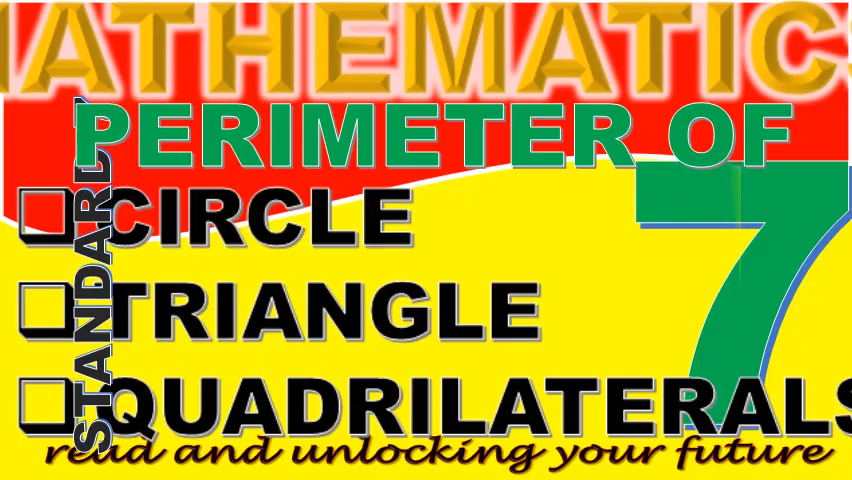 MATHEMATICS
PERIMETER OF
CIRCLE
TRIANGLE
QUADRILATERALS
STANDARD
7
read and unlocking your future